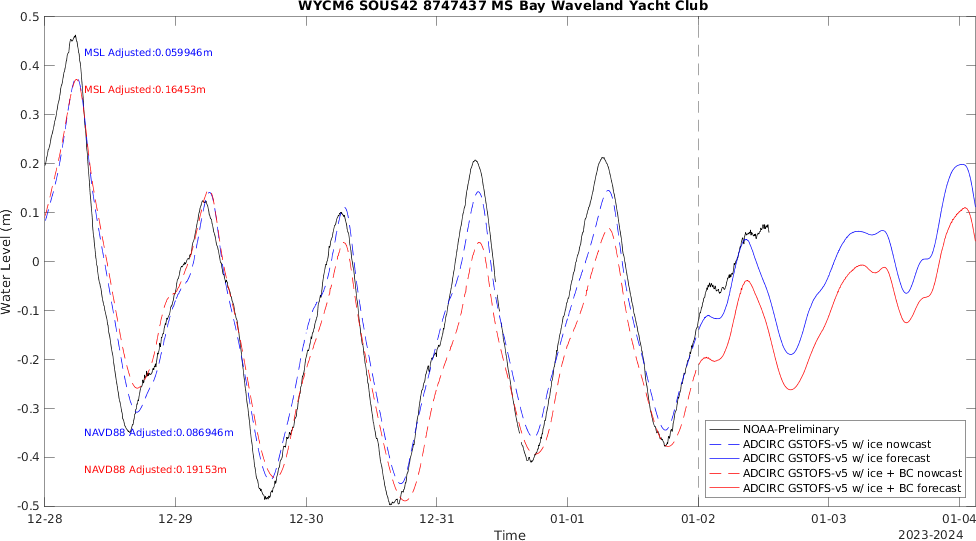 WYCM6 SOUS42 8747437 MS Bay Waveland Yacht Club
Water Level (m)
0.5
0.4
0.3
0.2
0.1
0
-0.1
-0.2
-0.3
-0.4
-0.5
MSL Adjusted:0.059946m
MSL Adjusted:0.16453m
NAVD88 Adjusted:0.086946m
NAVD88 Adjusted:0.19153m
NOAA-Preliminary
ADCIRC GSTOFS-v5 w/ ice nowcast
ADCIRC GSTOFS-v5 w/ ice forecast
ADCIRC GSTOFS-v5 w/ ice + BC nowcast
ADCIRC GSTOFS-v5 w/ ice + BC forecast
12-28 12-29 12-30 12-31 01-01 01-02 01-03 01-04
Time
2023-2024